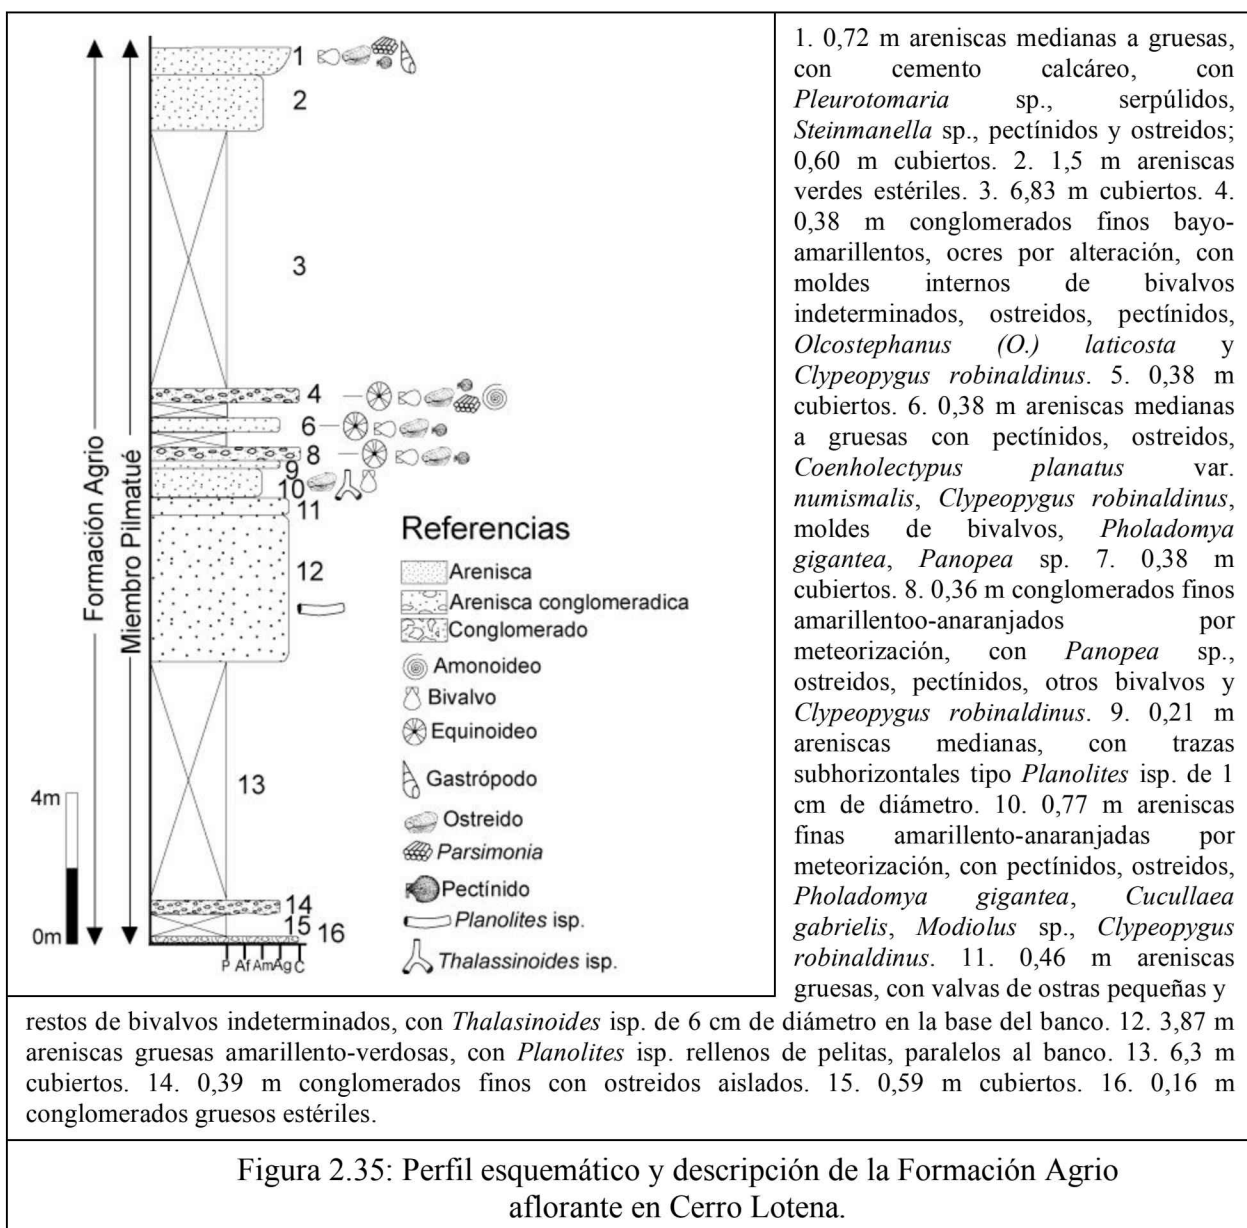 Formación Agrio
Miembro Pilmatué
1
2
3
4
6
8
9
10
11
12
13
14
15
16
4m
0m
P Af Am Ag C
Referencias
Arenisca
Arenisca conglomeradica
Conglomerado
Amonoideo
Bivalvo
Equinoideo
Gastrópodo
Ostreido
Parsimonia
Pectínido
Planolites isp.
Thalassinoides isp.
1. 0,72 m areniscas medianas a gruesas,
con cemento calcáreo, con
Pleurotomaria sp., serpúlidos,
Steinmanella sp., pectínidos y ostreidos;
0,60 m cubiertos. 2. 1,5 m areniscas
verdes estériles. 3. 6,83 m cubiertos. 4.
0,38 m conglomerados finos bayo-
amarillentos, ocres por alteración, con
moldes internos de bivalvos
indeterminados, ostreidos, pectínidos,
Olcostephanus (O.) laticosta y
Clypeopygus robinaldinus. 5. 0,38 m
cubiertos. 6. 0,38 m areniscas medianas
a gruesas con pectínidos, ostreidos,
Coenholectypus planatus var.
numismalis, Clypeopygus robinaldinus,
moldes de bivalvos, Pholadomya
gigantea, Panopea sp. 7. 0,38 m
cubiertos. 8. 0,36 m conglomerados finos
amarillentoo-anaranjados por
meteorización, con Panopea sp.,
ostreidos, pectínidos, otros bivalvos y
Clypeopygus robinaldinus. 9. 0,21 m
areniscas medianas, con trazas
subhorizontales tipo Planolites isp. de 1
cm de diámetro. 10. 0,77 m areniscas
finas amarillento-anaranjadas por
meteorización, con pectínidos, ostreidos,
Pholadomya gigantea, Cucullaea
gabrielis, Modiolus sp., Clypeopygus
robinaldinus. 11. 0,46 m areniscas
gruesas, con valvas de ostras pequeñas y
restos de bivalvos indeterminados, con Thalasinoides isp. de 6 cm de diámetro en la base del banco. 12. 3,87 m
areniscas gruesas amarillento-verdosas, con Planolites isp. rellenos de pelitas, paralelos al banco. 13. 6,3 m
cubiertos. 14. 0,39 m conglomerados finos con ostreidos aislados. 15. 0,59 m cubiertos. 16. 0,16 m
conglomerados gruesos estériles.
Figura 2.35: Perfil esquemático y descripción de la Formación Agrio
aflorante en Cerro Lotena.